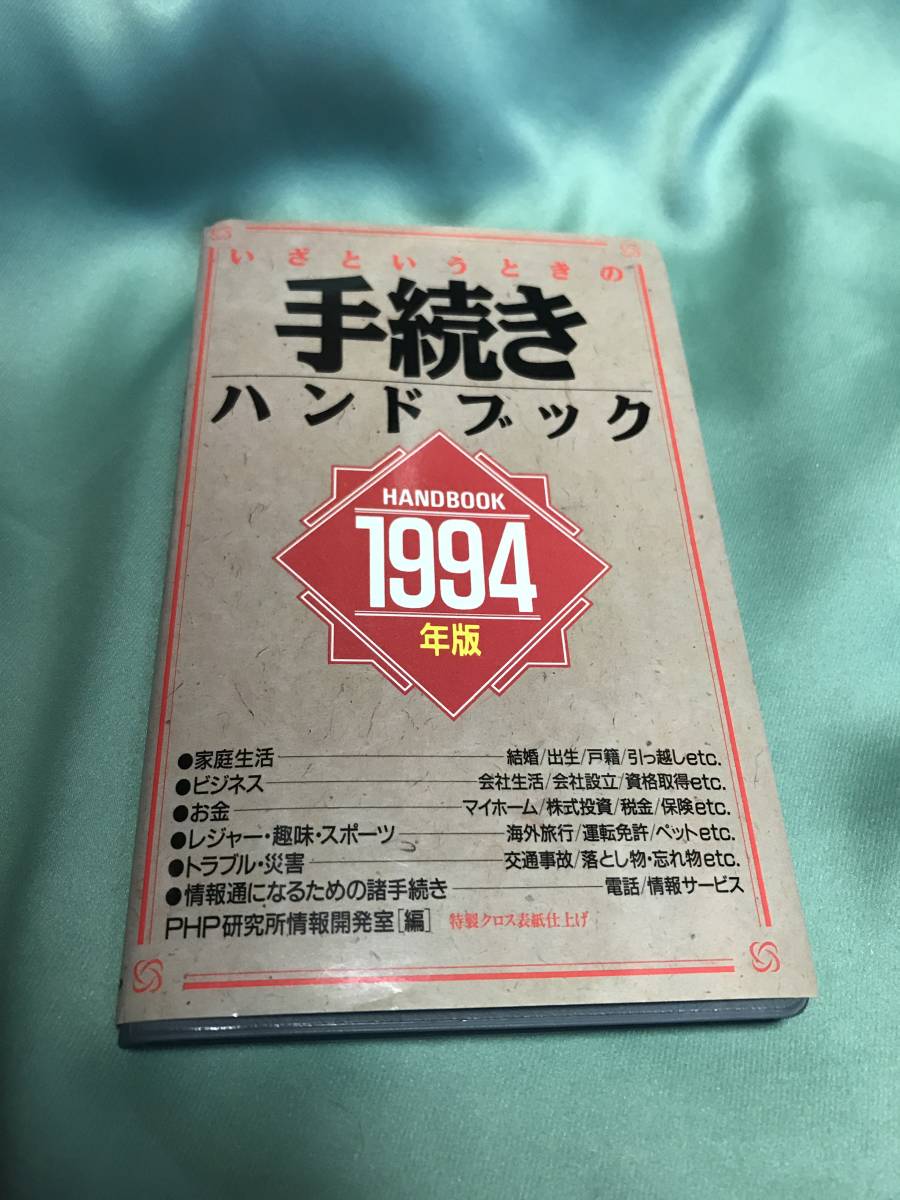 いざというときの
手続き
ハンドブック
HANDBOOK
1994
年版
●家庭生活 結婚/出生/戸籍/引っ越しetc.
●ビジネス 会社生活/会社設立/資格取得etc.
●お金 マイホーム/株式投資/税金/保険etc.
●レジャー・趣味・スポーツ 海外旅行/運転免許/ペットetc.
●トラブル・災害 交通事故/落とし物・忘れ物etc.
●情報通になるための諸手続き 電話/情報サービス
PHP研究所情報開発室[編] 特製クロス表紙仕上げ